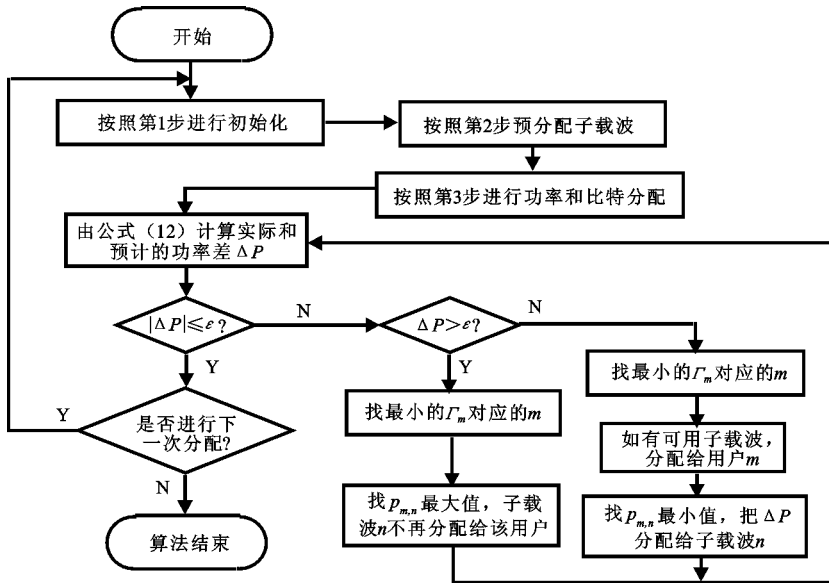 开始
按照第1步进行初始化
按照第2步预分配子载波
按照第3步进行功率和比特分配
由公式（12）计算实际和
预计的功率差ΔP
|ΔP|≤ε?
N
ΔP>ε?
N
Y
Y
找最小的Γm对应的m
找最小的Γm对应的m
Y
是否进行下
一次分配?
如有可用子载波，
分配给用户m
N
找pm,n最大值，子载
波n不再分配给该用户
找pm,n最小值，把ΔP
分配给子载波n
算法结束